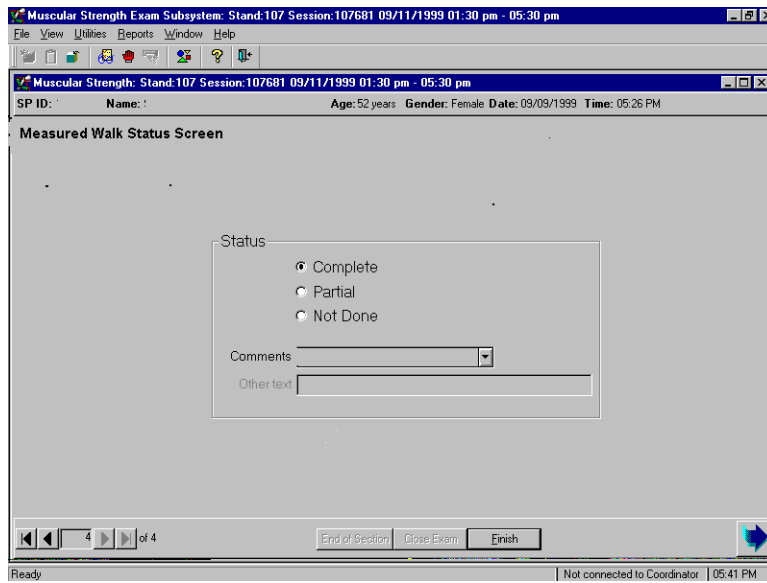 Muscular Strength Exam Subsystem: Stand:107 Session:107681 09/11/1999 01:30 pm - 05:30 pm
File View Utilities Reports Window Help
Muscular Strength: Stand:107 Session:107681 09/11/1999 01:30 pm - 05:30 pm
SP ID: Name: Age: 52 years Gender: Female Date: 09/09/1999 Time: 05:26 PM
Measured Walk Status Screen
Status
Complete
Partial
Not Done
Comments
Other text
4 of 4 End of Section Close Exam Finish
Ready Not connected to Coordinator 05:41 PM